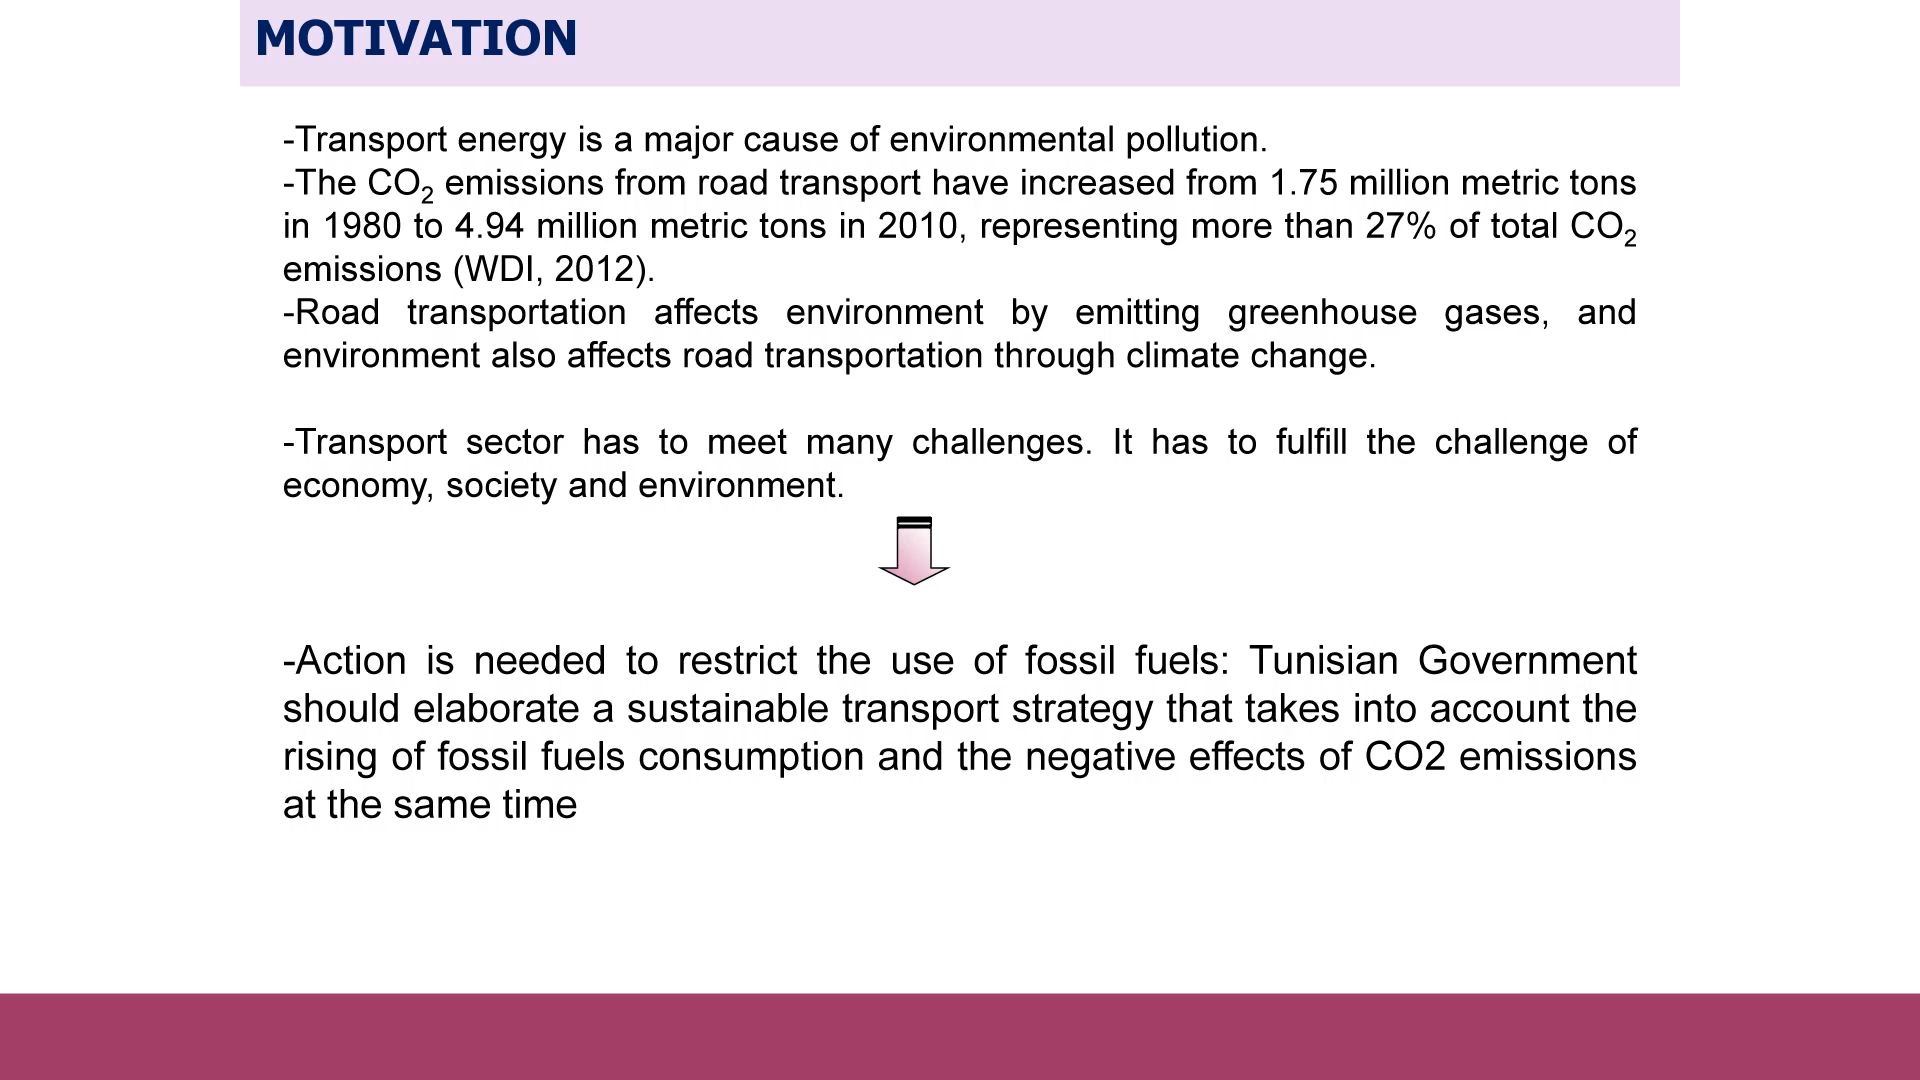 MOTIVATION
-Transport energy is a major cause of environmental pollution.
-The CO₂ emissions from road transport have increased from 1.75 million metric tons
in 1980 to 4.94 million metric tons in 2010, representing more than 27% of total CO₂
emissions (WDI, 2012).
-Road transportation affects environment by emitting greenhouse gases, and
environment also affects road transportation through climate change.
-Transport sector has to meet many challenges. It has to fulfill the challenge of
economy, society and environment.
-Action is needed to restrict the use of fossil fuels: Tunisian Government
should elaborate a sustainable transport strategy that takes into account the
rising of fossil fuels consumption and the negative effects of CO2 emissions
at the same time